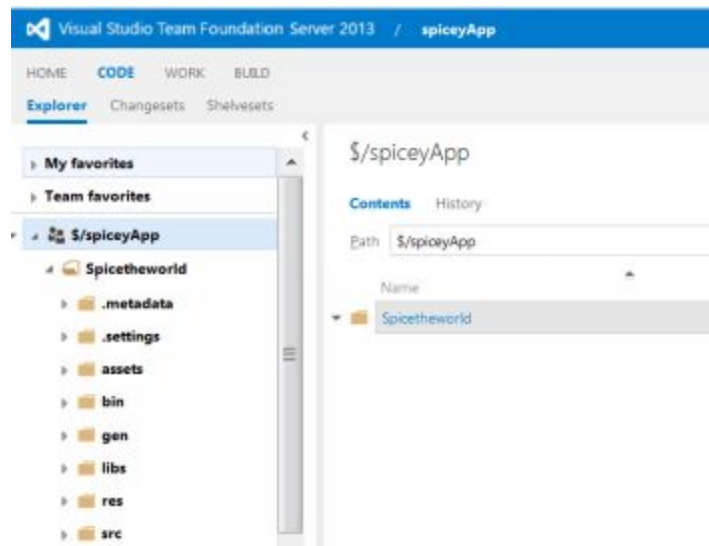 Visual Studio Team Foundation Server 2013 / spiceyApp
HOME CODE WORK BUILD
Explorer Changesets Shelvesets
My favorites
Team favorites
$/spiceyApp
Spicetheworld
.metadata
.settings
assets
bin
gen
libs
res
src
$/spiceyApp
Contents History
Path $/spiceyApp
Name
Spicetheworld